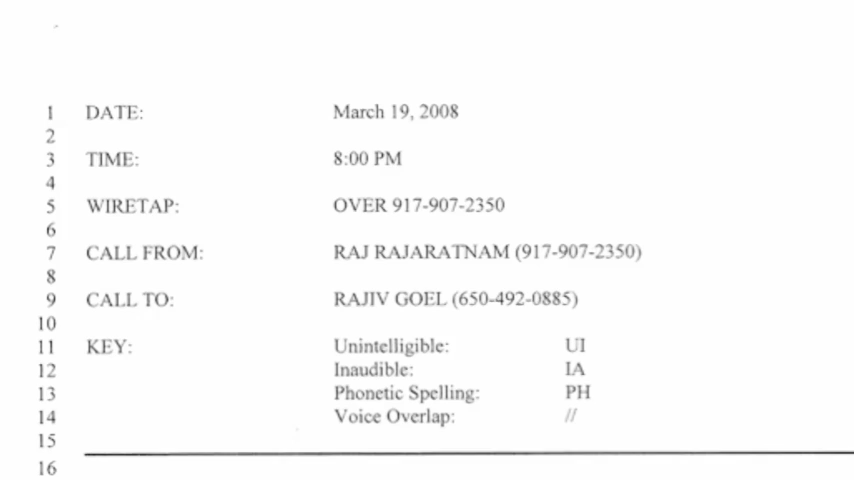 1 DATE: March 19, 2008
2
3 TIME: 8:00 PM
4
5 WIRETAP: OVER 917-907-2350
6
7 CALL FROM: RAJ RAJARATNAM (917-907-2350)
8
9 CALL TO: RAJIV GOEL (650-492-0885)
10
11 KEY: Unintelligible: UI
12 Inaudible: IA
13 Phonetic Spelling: PH
14 Voice Overlap: //
15
16